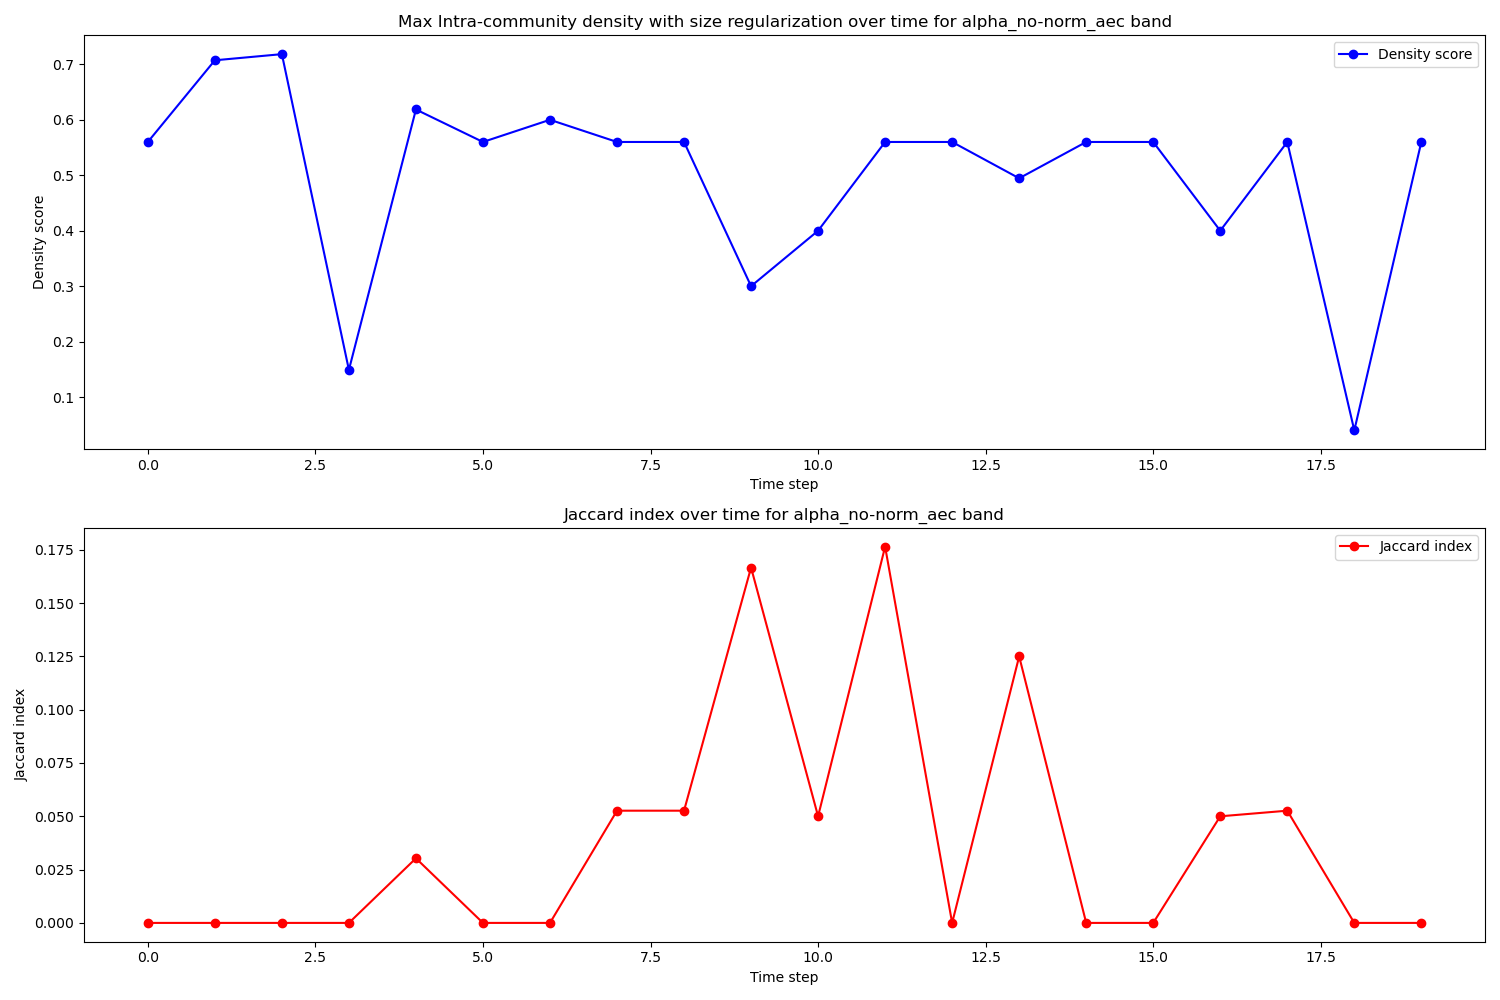 Max Intra-community density with size regularization over time for alpha_no-norm_aec band
Density score
0.7
0.6
0.5
0.4
0.3
0.2
0.1
Density score
0.0 2.5 5.0 7.5 10.0 12.5 15.0 17.5
Time step
Jaccard index over time for alpha_no-norm_aec band
Jaccard index
0.175
0.150
0.125
0.100
0.075
0.050
0.025
0.000
Jaccard index
0.0 2.5 5.0 7.5 10.0 12.5 15.0 17.5
Time step